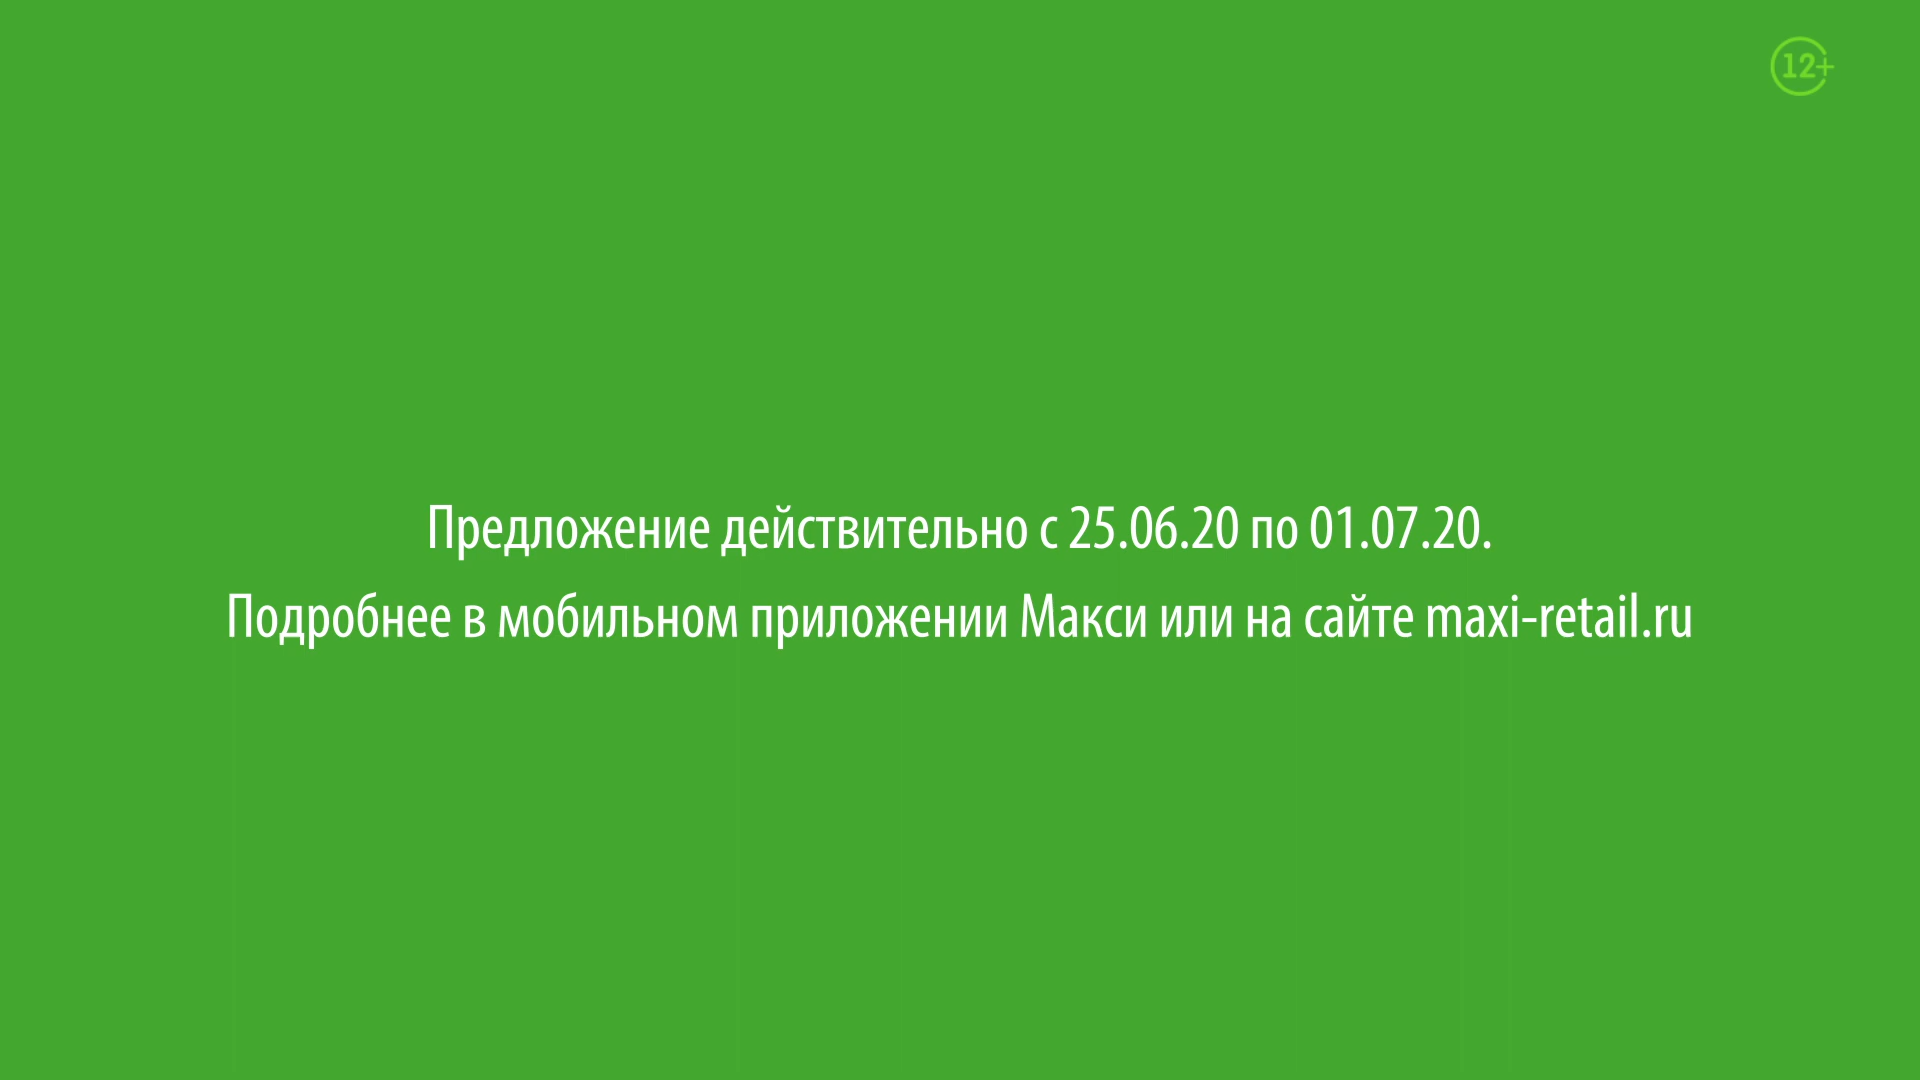 12+
Предложение действительно с 25.06.20 по 01.07.20.
Подробнее в мобильном приложении Макси или на сайте maxi-retail.ru